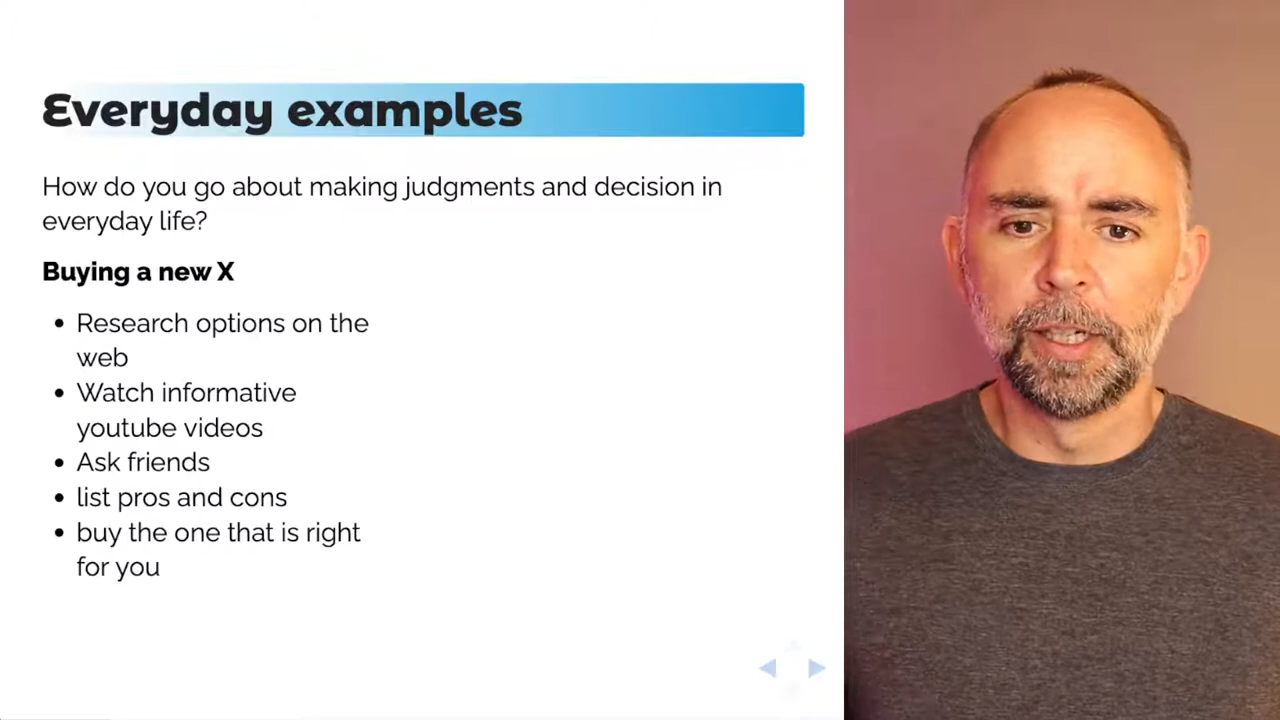 Everyday examples
How do you go about making judgments and decision in
everyday life?
Buying a new X
• Research options on the
web
• Watch informative
youtube videos
• Ask friends
• list pros and cons
• buy the one that is right
for you